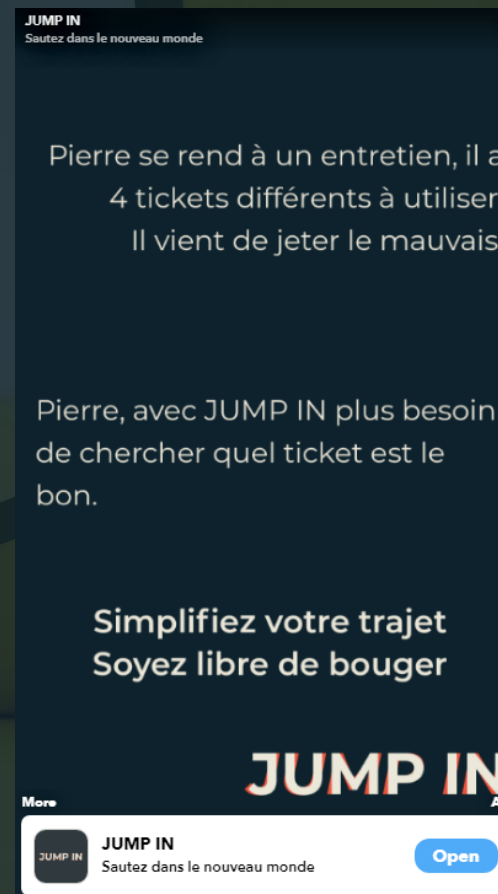 JUMP IN
Sautez dans le nouveau monde
Pierre se rend à un entretien, il a
4 tickets différents à utiliser
Il vient de jeter le mauvais
Pierre, avec JUMP IN plus besoin
de chercher quel ticket est le
bon.
Simplifiez votre trajet
Soyez libre de bouger
JUMP IN
More
JUMP IN
JUMP IN
Sautez dans le nouveau monde
Open